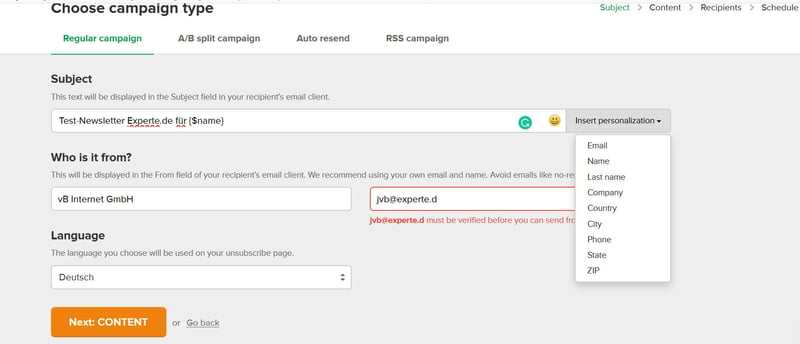 Choose campaign type
Subject > Content > Recipients > Schedule
Regular campaign A/B split campaign Auto resend RSS campaign
Subject
This text will be displayed in the Subject field in your recipient's email client.
Test-Newsletter Experte.de für {$name}
Insert personalization
Email
Name
Last name
Company
Country
City
Phone
State
ZIP
Who is it from?
This will be displayed in the From field of your recipient's email client. We recommend using your own email and name. Avoid emails like no-re
vB Internet GmbH
jvb@experte.d
jvb@experte.d must be verified before you can send fro
Language
The language you choose will be used on your unsubscribe page.
Deutsch
Next: CONTENT or Go back